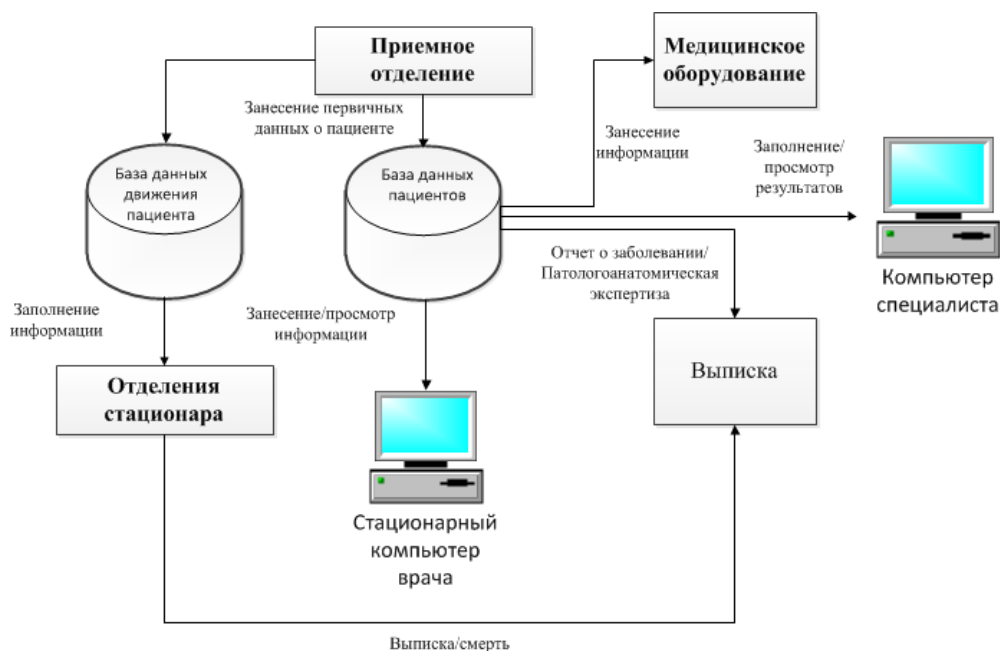 Приемное
отделение
Медицинское
оборудование
Занесение первичных
данных о пациенте
Занесение
информации
Заполнение/
просмотр
результатов
База данных
движения
пациента
База данных
пациентов
Отчет о заболевании/
Патологоанатомическая
экспертиза
Компьютер
специалиста
Заполнение
информации
Занесение/просмотр
информации
Отделения
стационара
Выписка
Стационарный
компьютер
врача
Выписка/смерть